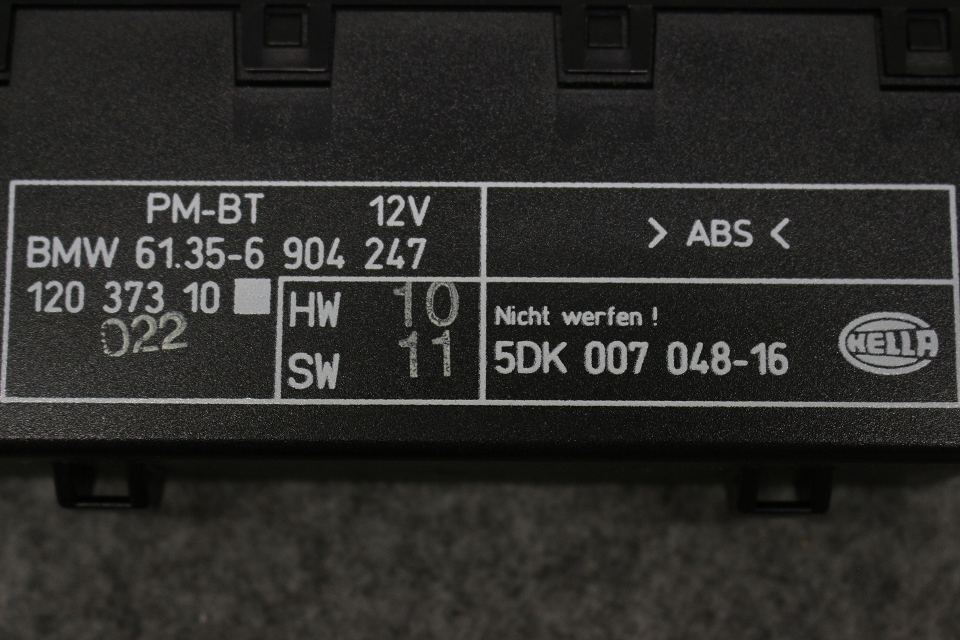 PM-BT 12V
BMW 61.35-6 904 247
120 373 10
022
HW 10
SW 11
> ABS <
Nicht werfen !
5DK 007 048-16
HELLA